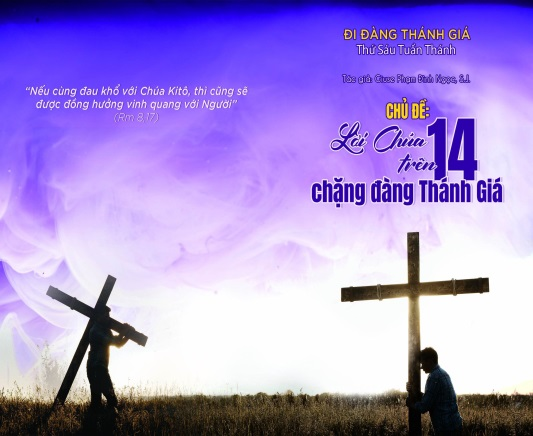 “Nếu cùng đau khổ với Chúa Kitô, thì cũng sẽ
được đồng hưởng vinh quang với Người”
(Rm 8,17)
ĐI ĐÀNG THÁNH GIÁ
Thứ Sáu Tuần Thánh
Tác giả: Giuse Phạm Đình Ngọc, S.J.
CHỦ ĐỀ:
Lời Chúa
trên 14
chặng đàng Thánh Giá